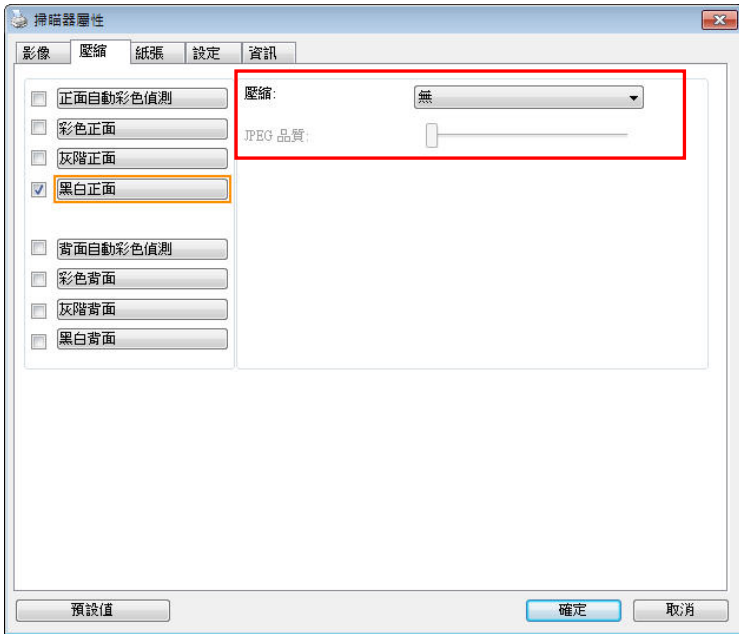 掃瞄器屬性
影像 壓縮 紙張 設定 資訊
正面自動彩色偵測
彩色正面
灰階正面
黑白正面
背面自動彩色偵測
彩色背面
灰階背面
黑白背面
壓縮: 無
JPEG 品質:
預設值 確定 取消